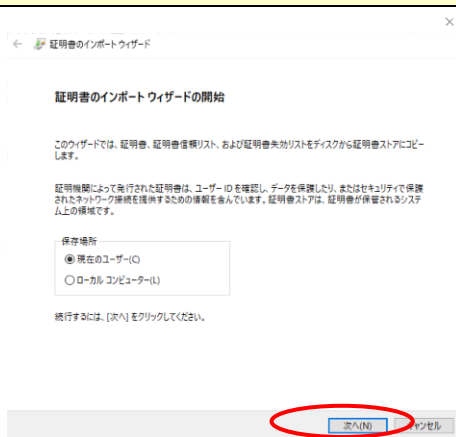 証明書のインポート ウィザード
証明書のインポート ウィザードの開始
このウィザードでは、証明書、証明書信頼リスト、および証明書失効リストをディスクから証明書ストアにコピー
します。
証明機関によって発行された証明書は、ユーザー ID を確認し、データを保護したり、またはセキュリティで保護
されたネットワーク接続を提供するための情報を含んでいます。証明書ストアは、証明書が保管されるシステ
ム上の領域です。
保存場所
現在のユーザー(C)
ローカル コンピューター(L)
続行するには、[次へ] をクリックしてください。
次へ(N)
キャンセル